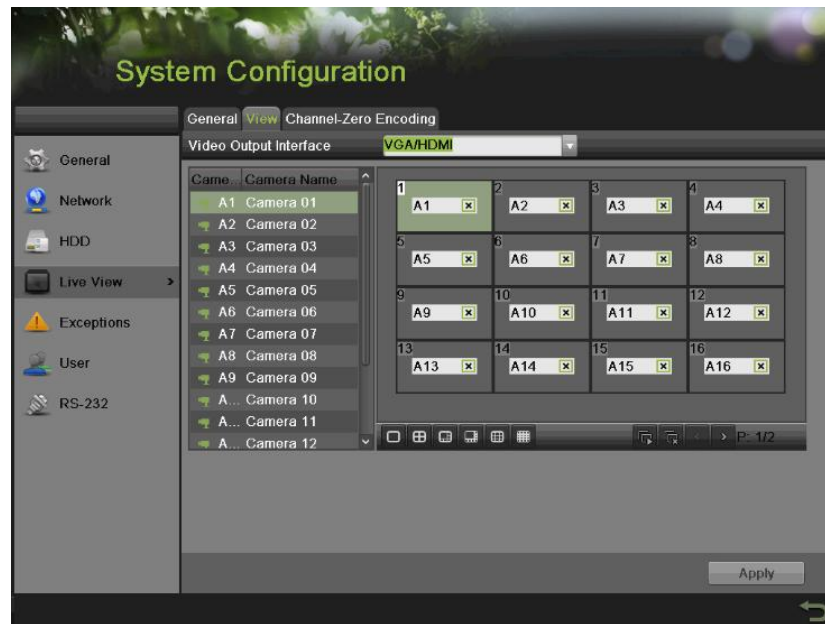 System Configuration
General View Channel-Zero Encoding
Video Output Interface VGA/HDMI
General
Network
HDD
Live View >
Exceptions
User
RS-232
Came... Camera Name
A1 Camera 01
A2 Camera 02
A3 Camera 03
A4 Camera 04
A5 Camera 05
A6 Camera 06
A7 Camera 07
A8 Camera 08
A9 Camera 09
A... Camera 10
A... Camera 11
A... Camera 12
1 2 3 4
A1 A2 A3 A4
5 6 7 8
A5 A6 A7 A8
9 10 11 12
A9 A10 A11 A12
13 14 15 16
A13 A14 A15 A16
P: 1/2
Apply